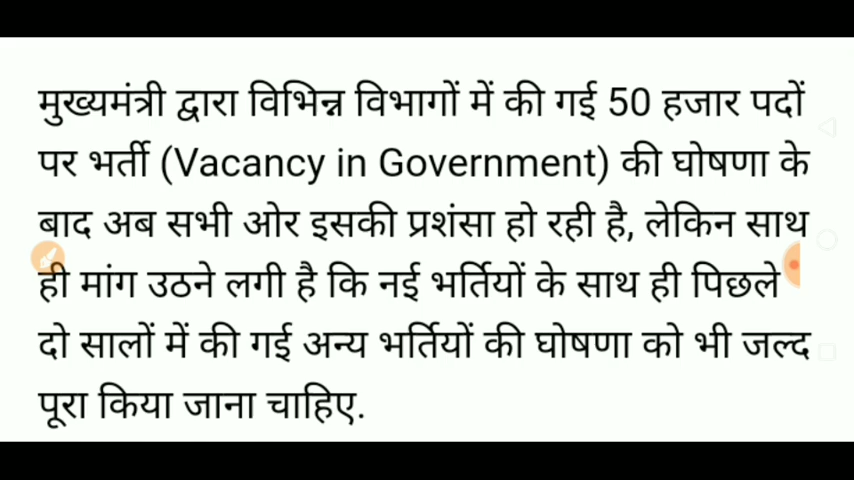 मुख्यमंत्री द्वारा विभिन्न विभागों में की गई 50 हजार पदों
पर भर्ती (Vacancy in Government) की घोषणा के
बाद अब सभी ओर इसकी प्रशंसा हो रही है, लेकिन साथ
ही मांग उठने लगी है कि नई भर्तियों के साथ ही पिछले
दो सालों में की गई अन्य भर्तियों की घोषणा को भी जल्द
पूरा किया जाना चाहिए.